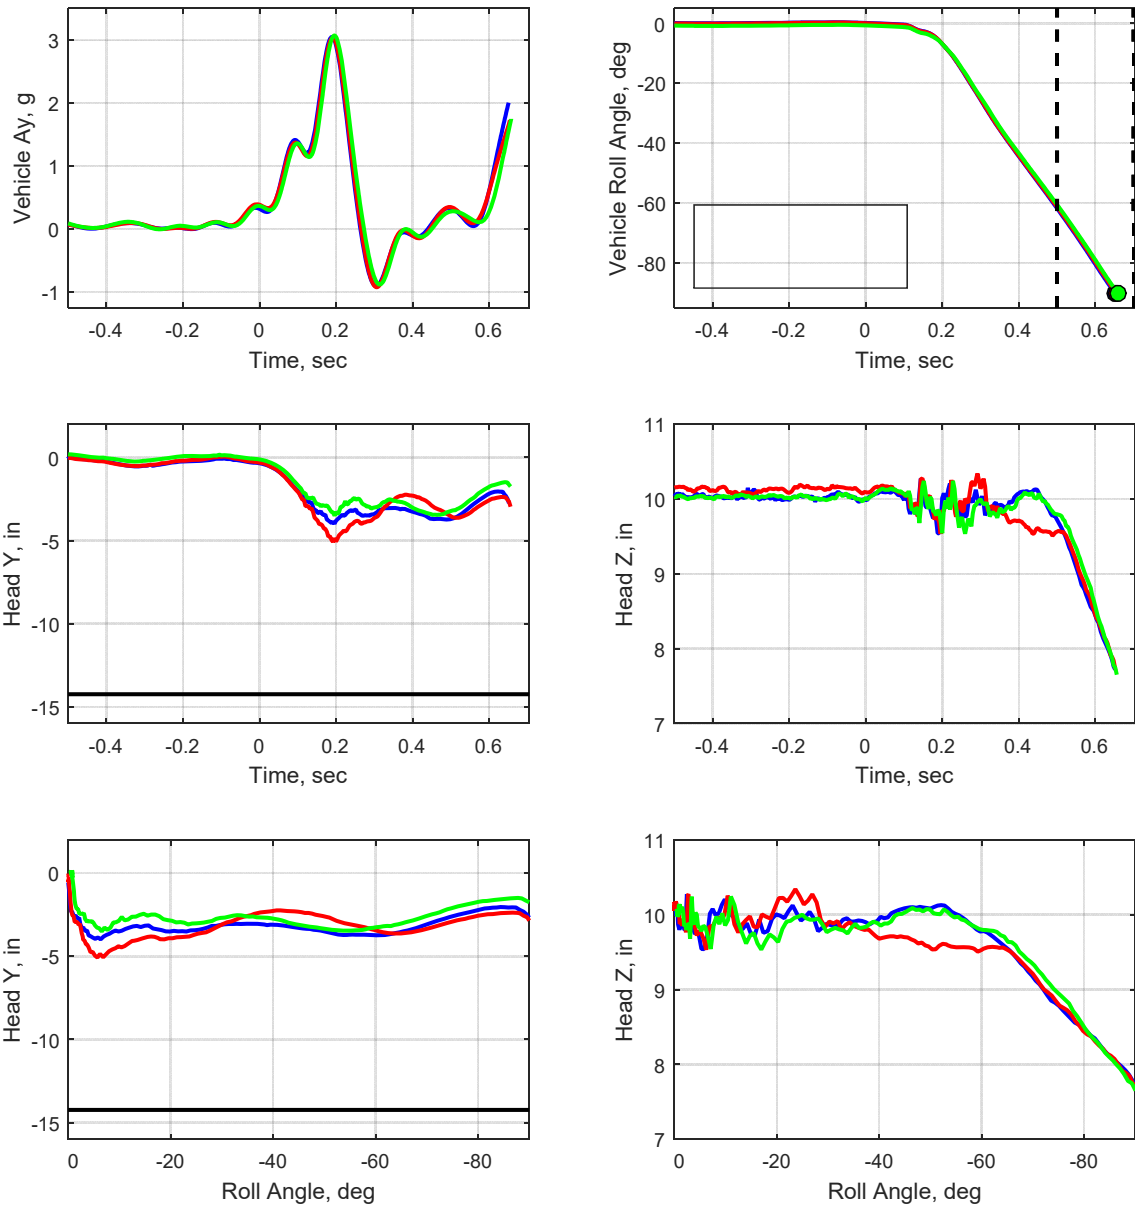 3
2
1
0
-1
Vehicle Ay, g
-0.4 -0.2 0 0.2 0.4 0.6
Time, sec
0
-20
-40
-60
-80
Vehicle Roll Angle, deg
-0.4 -0.2 0 0.2 0.4 0.6
Time, sec
0
-5
-10
-15
Head Y, in
-0.4 -0.2 0 0.2 0.4 0.6
Time, sec
11
10
9
8
7
Head Z, in
-0.4 -0.2 0 0.2 0.4 0.6
Time, sec
0
-5
-10
-15
Head Y, in
0 -20 -40 -60 -80
Roll Angle, deg
11
10
9
8
7
Head Z, in
0 -20 -40 -60 -80
Roll Angle, deg